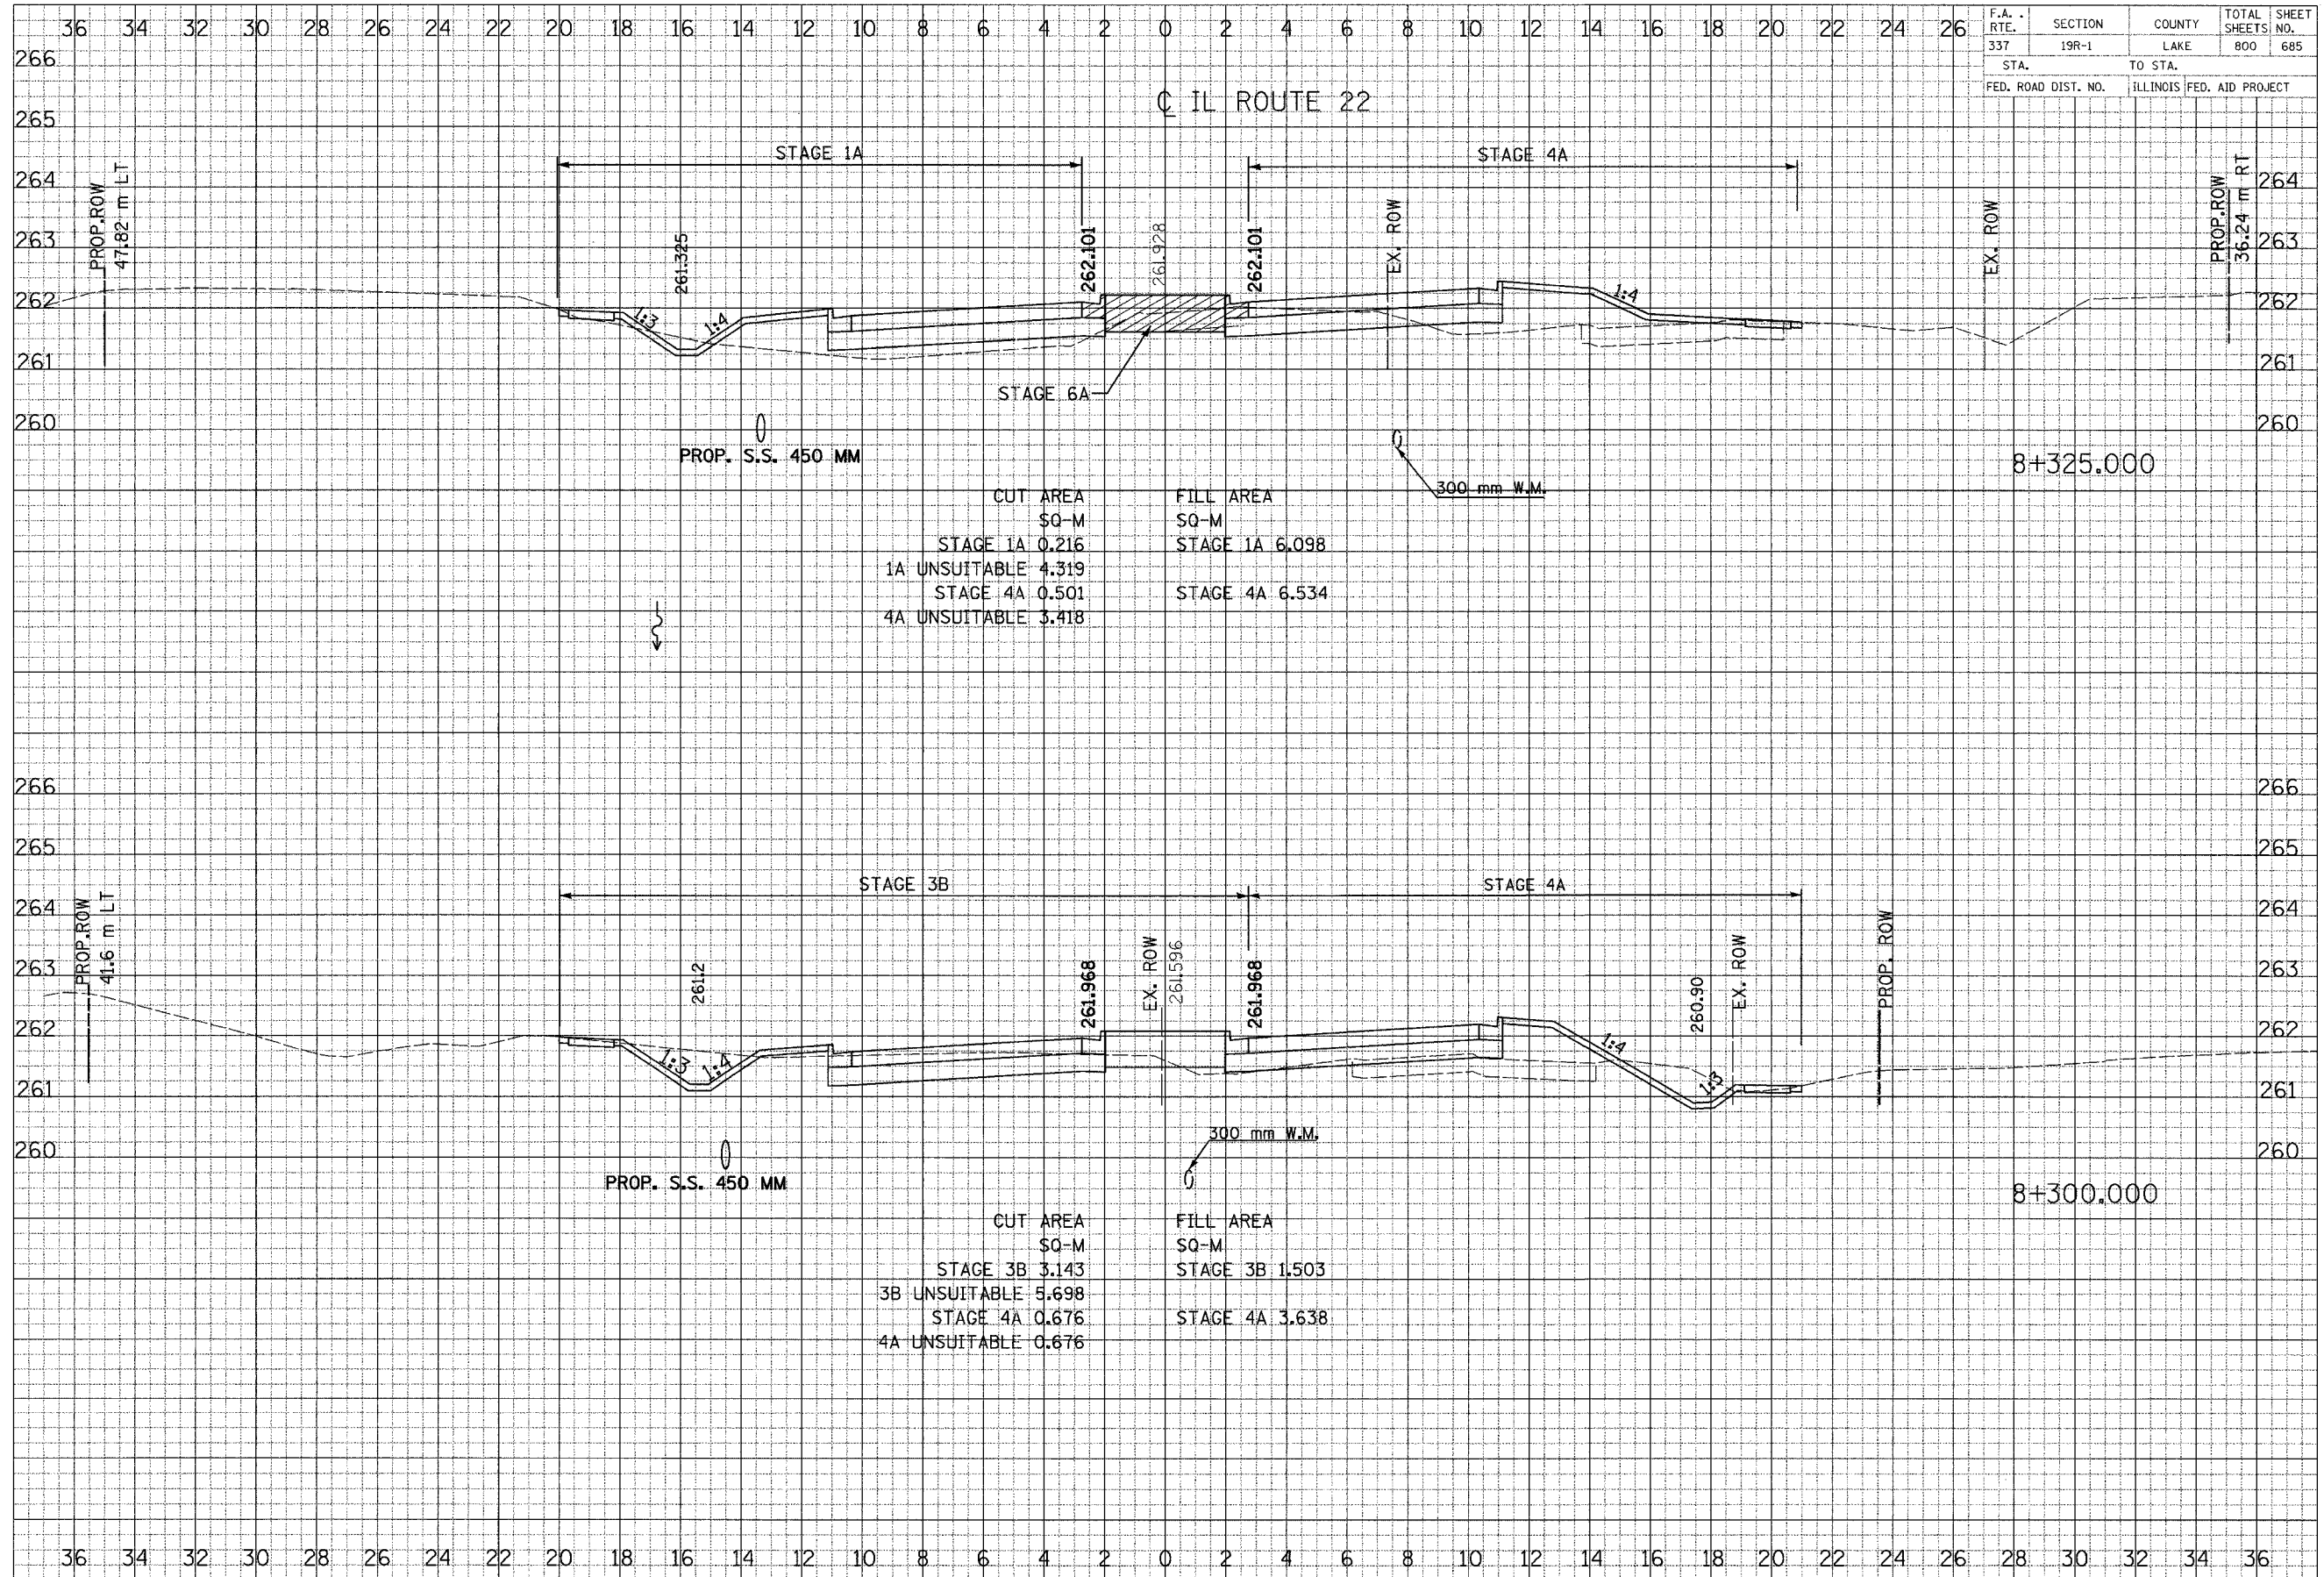 36 34 32 30 28 26 24 22 20 18 16 14 12 10 8 6 4 2 0 2 4 6 8 10 12 14 16 18 20 22 24 26
F.A. RTE. SECTION COUNTY TOTAL SHEETS SHEET NO.
337 19R-1 LAKE 800 685
STA. TO STA.
FED. ROAD DIST. NO. ILLINOIS FED. AID PROJECT
℄ IL ROUTE 22
266
265
264 264
263 263
262 262
261 261
260 260
STAGE 1A
STAGE 4A
PROP.ROW
47.82 m LT
261.325
262.101
261.928
262.101
EX. ROW
EX. ROW
PROP.ROW
36.24 m RT
1:3
1:4
1:4
STAGE 6A
PROP. S.S. 450 MM
300 mm W.M.
8+325.000
CUT AREA FILL AREA
SQ-M SQ-M
STAGE 1A 0.216 STAGE 1A 6.098
1A UNSUITABLE 4.319
STAGE 4A 0.501 STAGE 4A 6.534
4A UNSUITABLE 3.418
266 266
265 265
264 264
263 263
262 262
261 261
260 260
STAGE 3B
STAGE 4A
PROP.ROW
41.6 m LT
261.2
261.968
EX. ROW
261.596
261.968
260.90
EX. ROW
PROP. ROW
1:3
1:4
1:4
1:3
PROP. S.S. 450 MM
300 mm W.M.
8+300.000
CUT AREA FILL AREA
SQ-M SQ-M
STAGE 3B 3.143 STAGE 3B 1.503
3B UNSUITABLE 5.698
STAGE 4A 0.676 STAGE 4A 3.638
4A UNSUITABLE 0.676
36 34 32 30 28 26 24 22 20 18 16 14 12 10 8 6 4 2 0 2 4 6 8 10 12 14 16 18 20 22 24 26 28 30 32 34 36